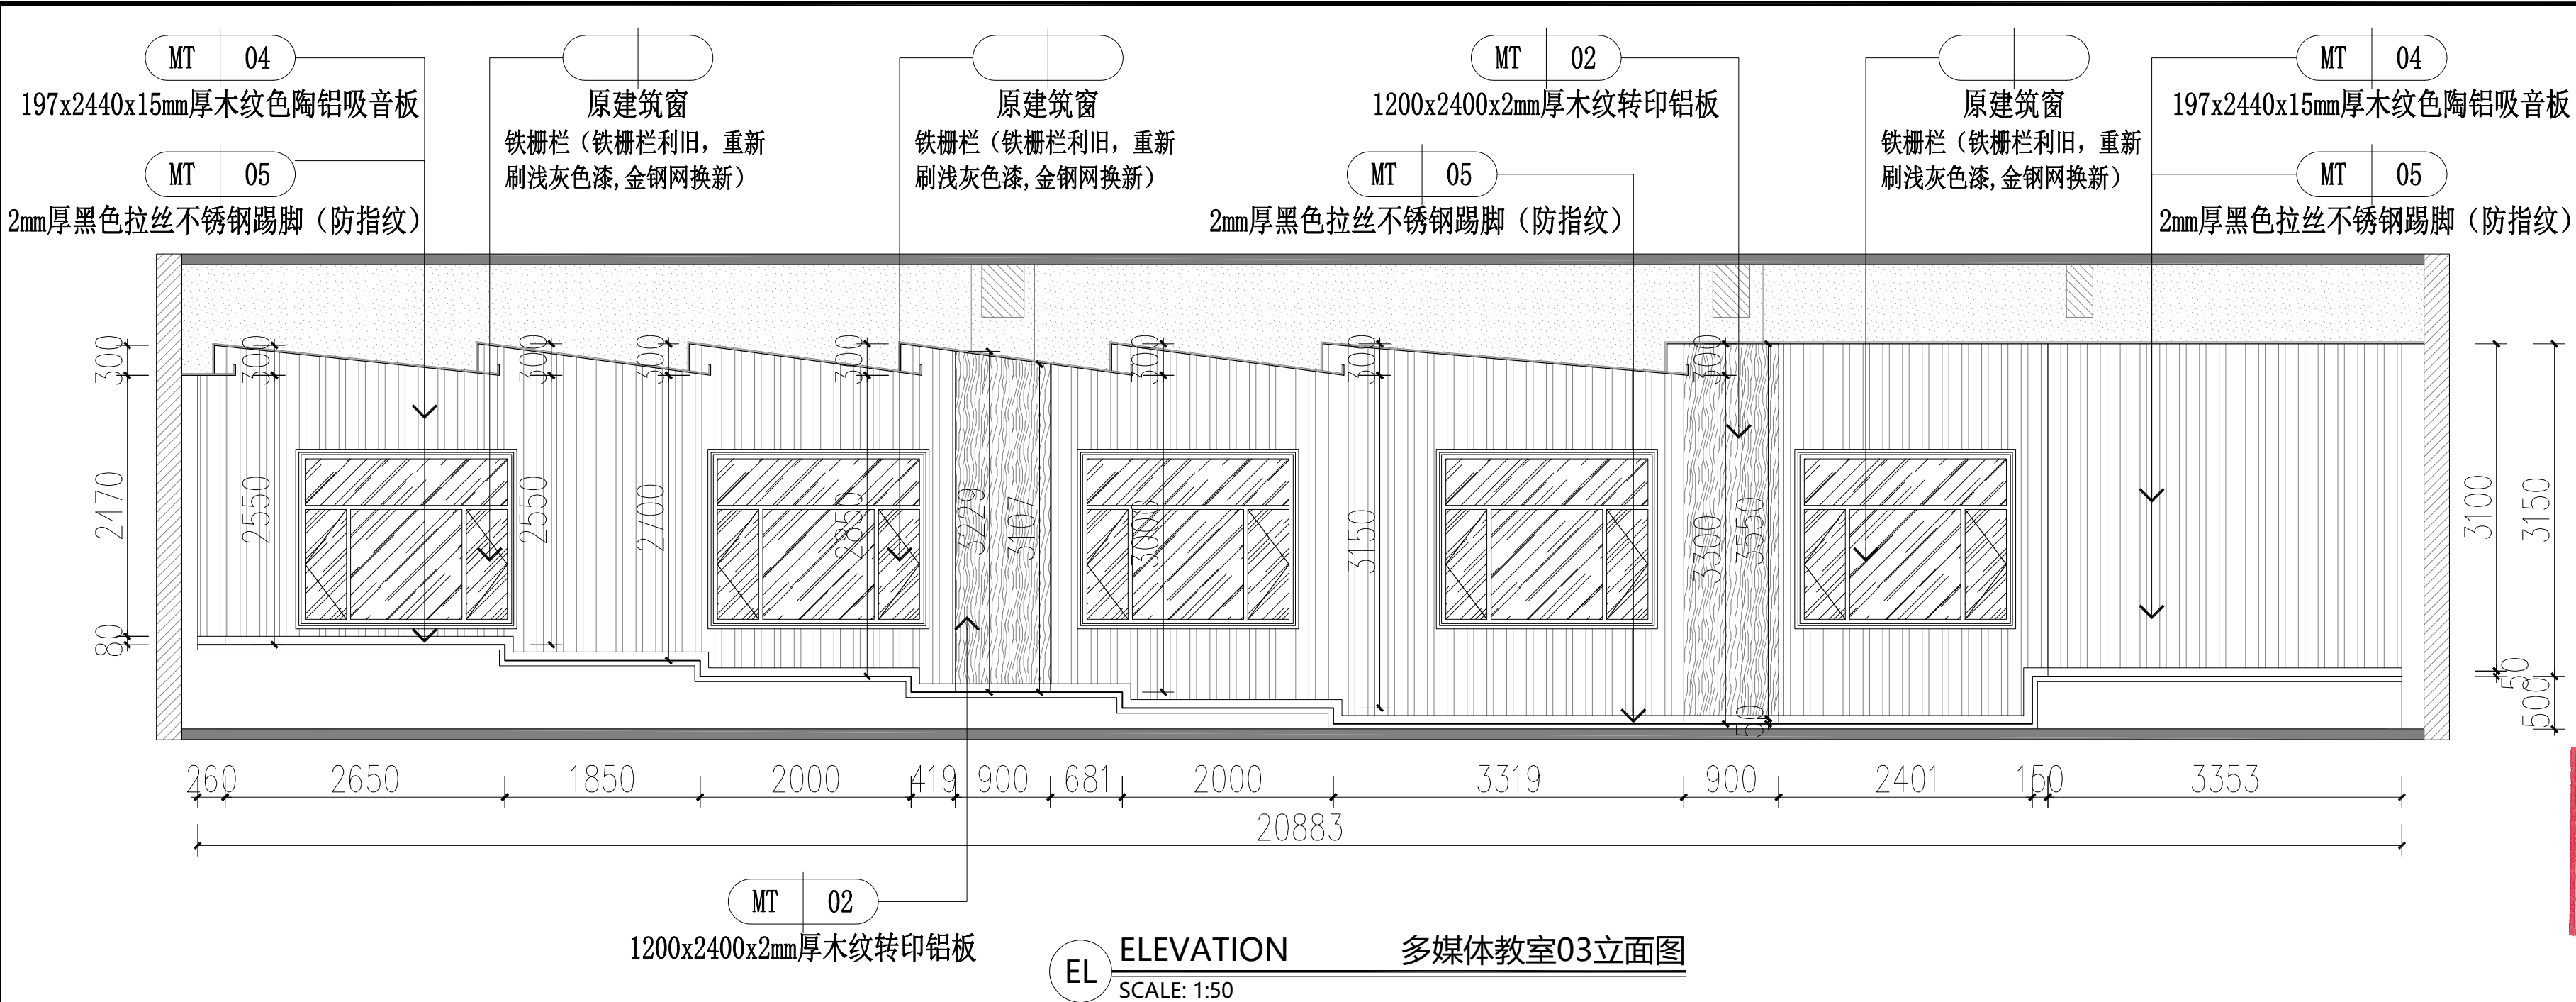 MT 04
197x2440x15mm厚木纹色陶铝吸音板
MT 05
2mm厚黑色拉丝不锈钢踢脚（防指纹）
原建筑窗
铁栅栏（铁栅栏利旧，重新
刷浅灰色漆,金钢网换新）
原建筑窗
铁栅栏（铁栅栏利旧，重新
刷浅灰色漆,金钢网换新）
MT 02
1200x2400x2mm厚木纹转印铝板
MT 05
2mm厚黑色拉丝不锈钢踢脚（防指纹）
原建筑窗
铁栅栏（铁栅栏利旧，重新
刷浅灰色漆,金钢网换新）
MT 04
197x2440x15mm厚木纹色陶铝吸音板
MT 05
2mm厚黑色拉丝不锈钢踢脚（防指纹）
300
2470
80
300
2550
300
2550
300
2700
300
2850
3229
3107
300
3000
300
3150
300
3300
3550
50
3100
50
3150
500
260 2650 1850 2000 419 900 681 2000 3319 900 2401 150 3353
20883
MT 02
1200x2400x2mm厚木纹转印铝板
EL
ELEVATION 多媒体教室03立面图
SCALE: 1:50